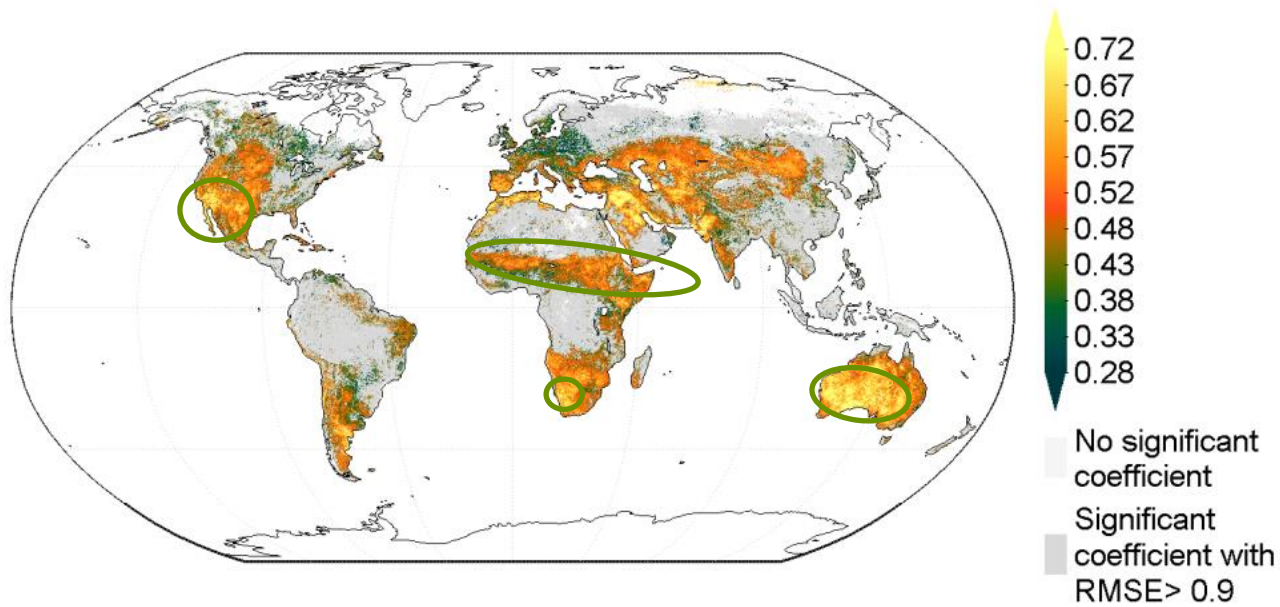 0.72
0.67
0.62
0.57
0.52
0.48
0.43
0.38
0.33
0.28
No significant
coefficient
Significant
coefficient with
RMSE> 0.9